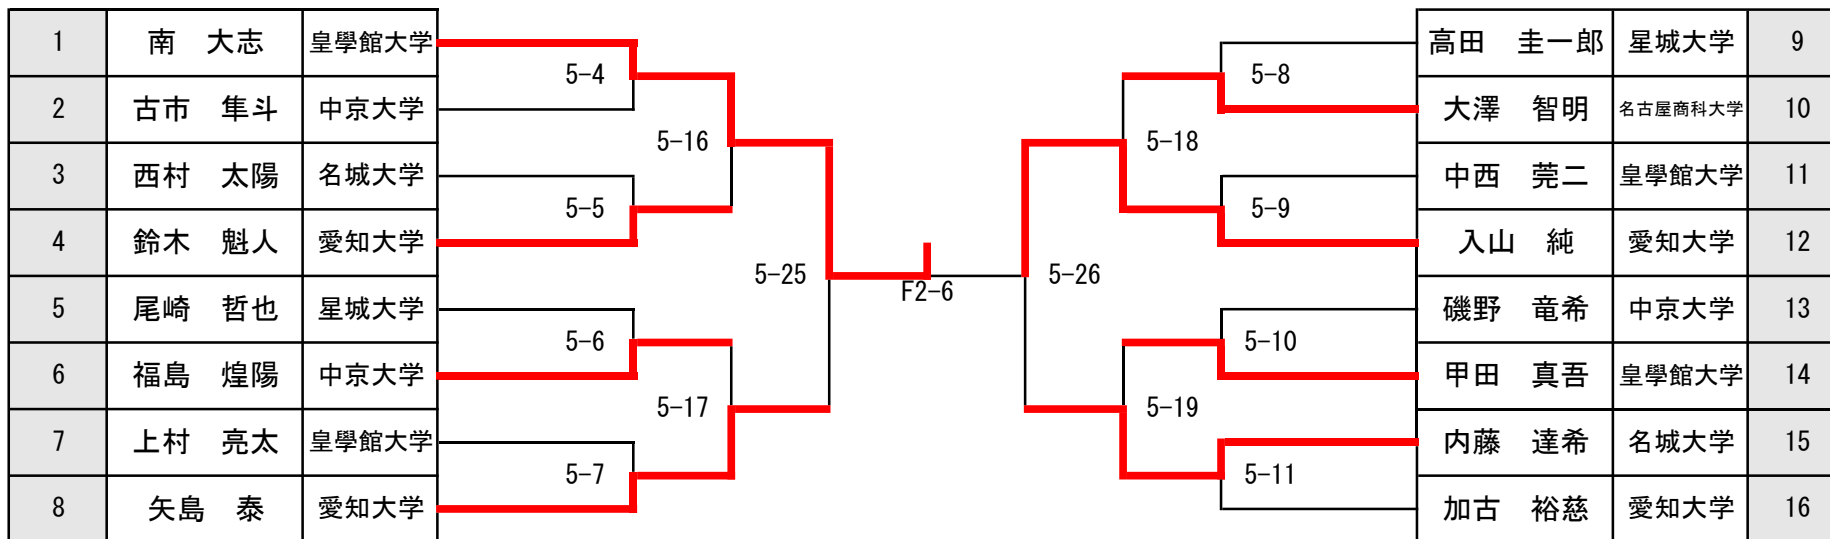 1 南　大志 皇學館大学
2 古市　隼斗 中京大学
3 西村　太陽 名城大学
4 鈴木　魁人 愛知大学
5 尾崎　哲也 星城大学
6 福島　煌陽 中京大学
7 上村　亮太 皇學館大学
8 矢島　泰 愛知大学
5-4
5-5
5-6
5-7
5-16
5-17
5-25
F2-6
5-26
5-18
5-19
5-8
5-9
5-10
5-11
高田　圭一郎 星城大学 9
大澤　智明 名古屋商科大学 10
中西　莞二 皇學館大学 11
入山　純 愛知大学 12
磯野　竜希 中京大学 13
甲田　真吾 皇學館大学 14
内藤　達希 名城大学 15
加古　裕慈 愛知大学 16